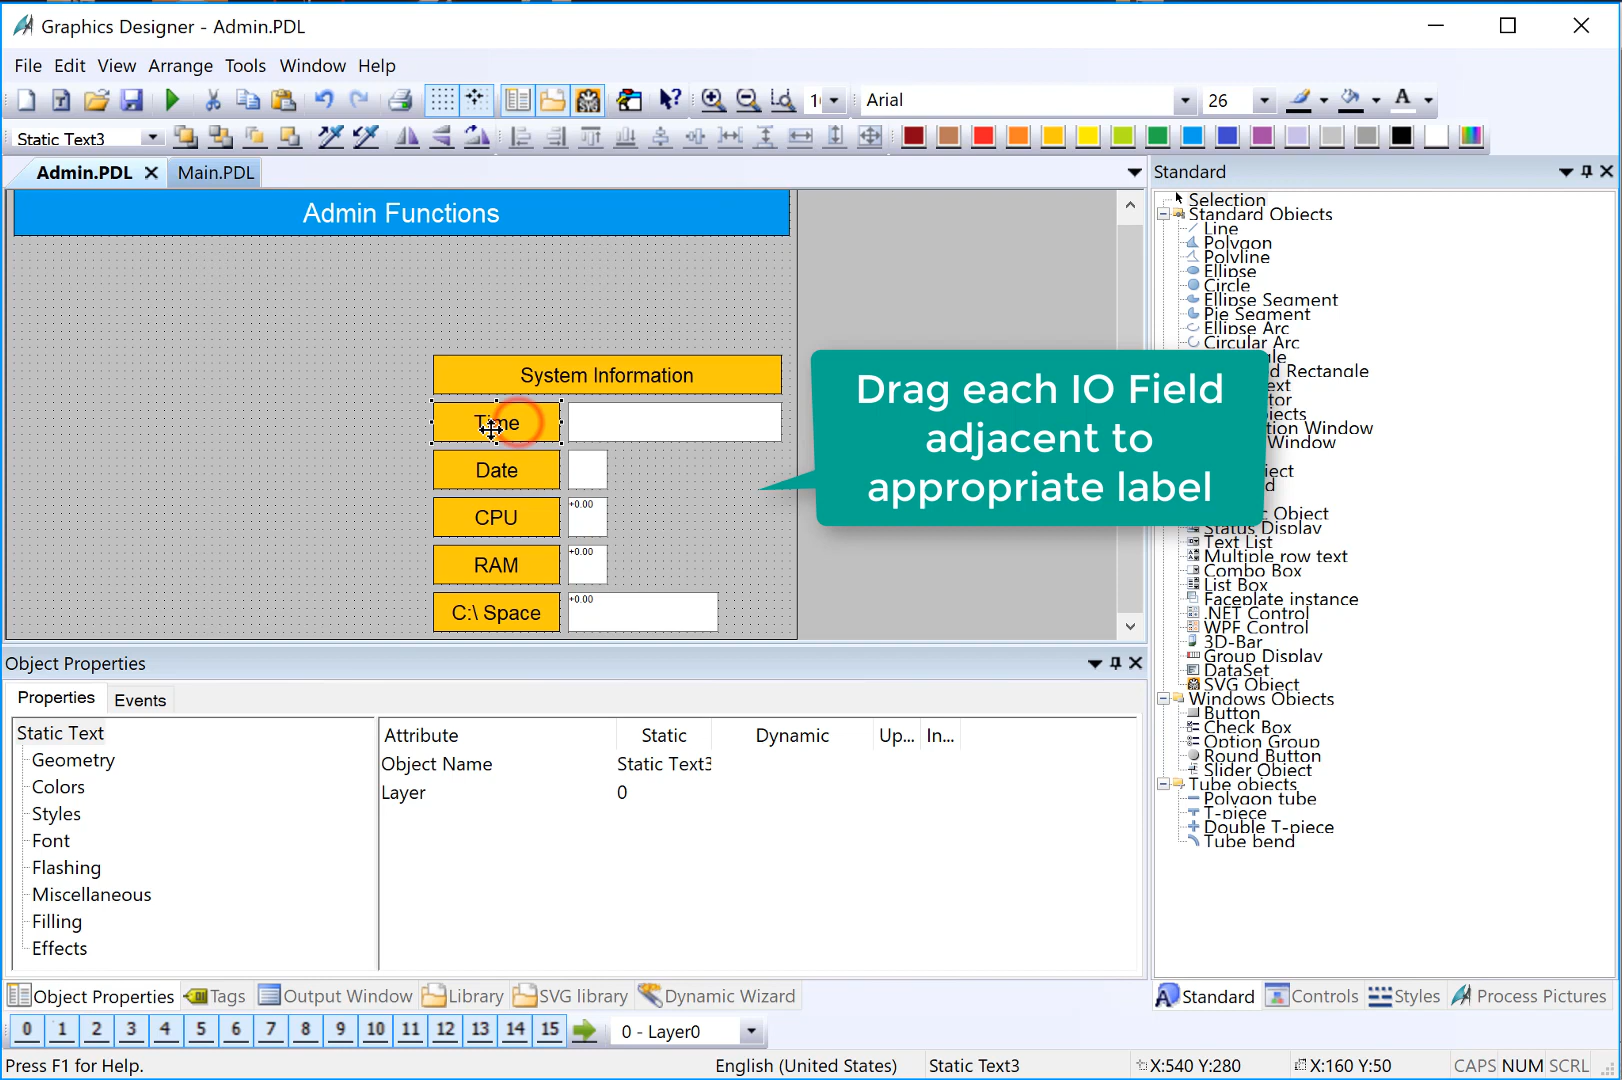 Graphics Designer - Admin.PDL
File Edit View Arrange Tools Window Help
Arial 26
Static Text3
Admin.PDL Main.PDL
Standard
Admin Functions
System Information
Time
Date
CPU +0.00
RAM +0.00
C:\ Space +0.00
Drag each IO Field
adjacent to
appropriate label
Selection
Standard Objects
Line
Polygon
Polyline
Ellipse
Circle
Ellipse Segment
Pie Segment
Ellipse Arc
Circular Arc
Status Display
Text List
Multiple row text
Combo Box
List Box
Faceplate instance
.NET Control
WPF Control
3D-Bar
Group Display
DataSet
SVG Object
Windows Objects
Button
Check Box
Option Group
Round Button
Slider Object
Tube objects
Polygon tube
T-piece
Double T-piece
Tube bend
Object Properties
Properties Events
Static Text
Geometry
Colors
Styles
Font
Flashing
Miscellaneous
Filling
Effects
Attribute Static Dynamic Up... In...
Object Name Static Text3
Layer 0
Object Properties Tags Output Window Library SVG library Dynamic Wizard
Standard Controls Styles Process Pictures
0 1 2 3 4 5 6 7 8 9 10 11 12 13 14 15 0 - Layer0
Press F1 for Help. English (United States) Static Text3 X:540 Y:280 X:160 Y:50 CAPS NUM SCRL